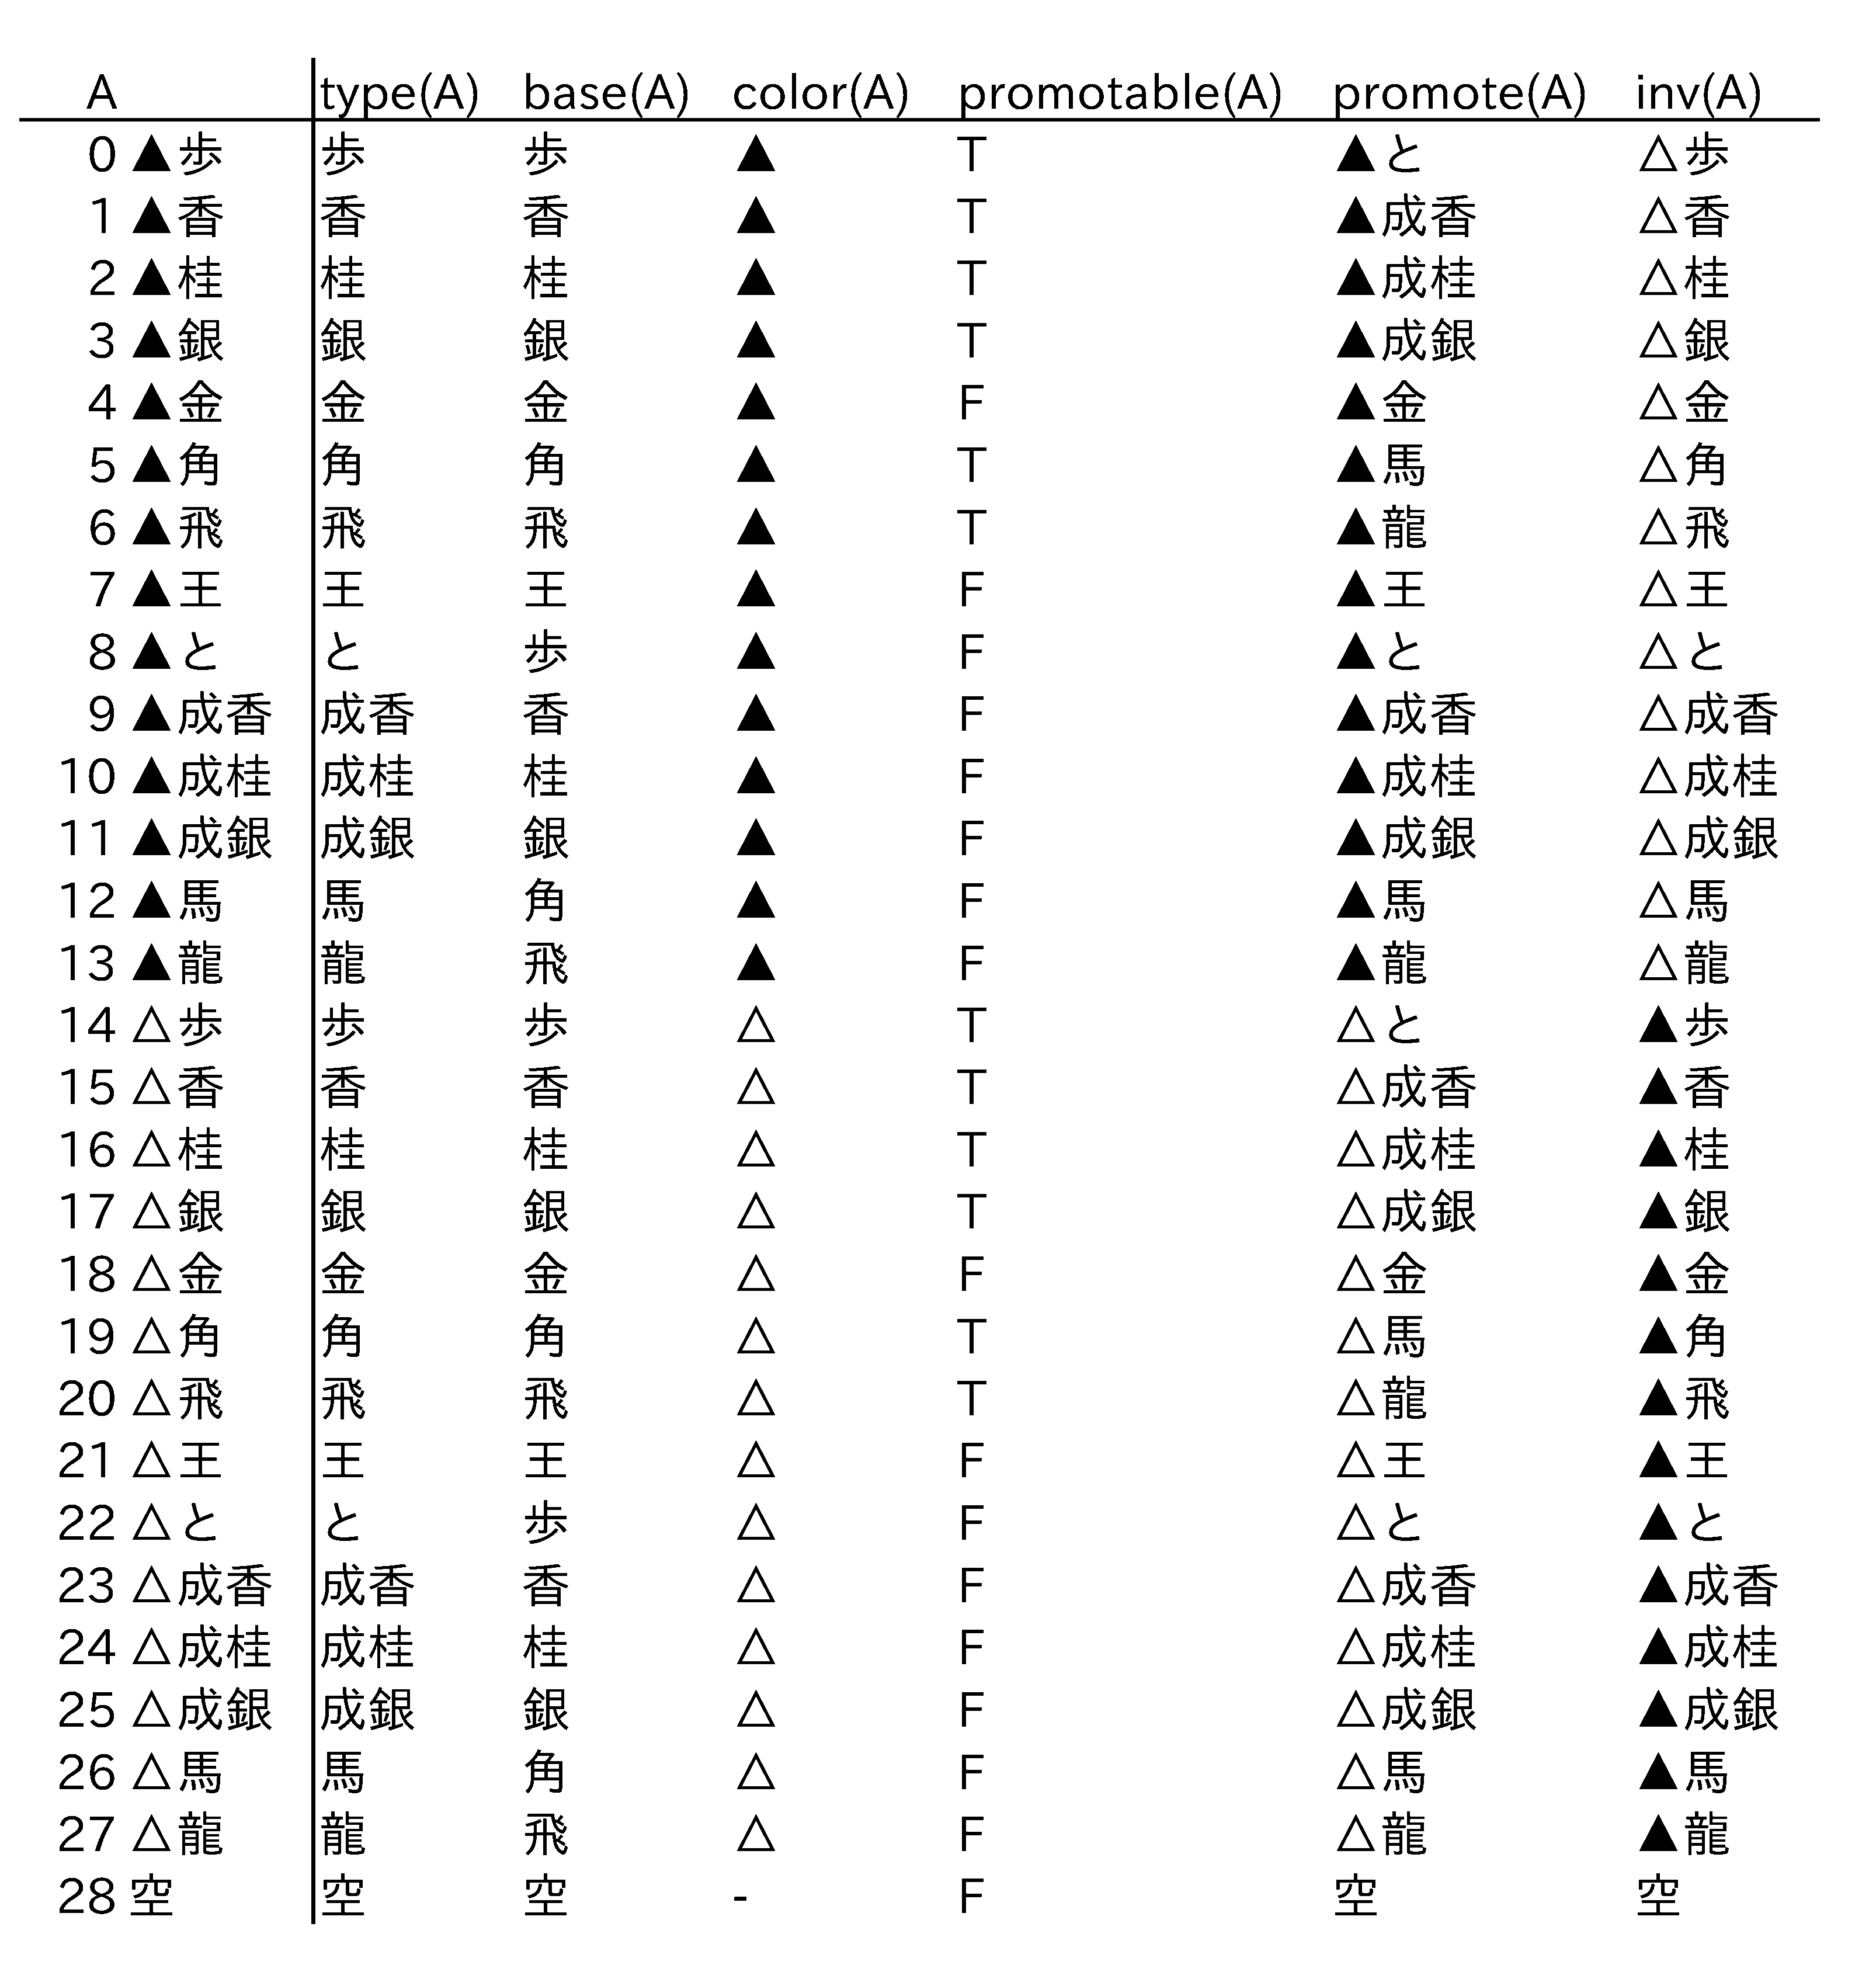 A type(A) base(A) color(A) promotable(A) promote(A) inv(A)
0 ▲歩 歩 歩 ▲ T ▲と △歩
1 ▲香 香 香 ▲ T ▲成香 △香
2 ▲桂 桂 桂 ▲ T ▲成桂 △桂
3 ▲銀 銀 銀 ▲ T ▲成銀 △銀
4 ▲金 金 金 ▲ F ▲金 △金
5 ▲角 角 角 ▲ T ▲馬 △角
6 ▲飛 飛 飛 ▲ T ▲龍 △飛
7 ▲王 王 王 ▲ F ▲王 △王
8 ▲と と 歩 ▲ F ▲と △と
9 ▲成香 成香 香 ▲ F ▲成香 △成香
10 ▲成桂 成桂 桂 ▲ F ▲成桂 △成桂
11 ▲成銀 成銀 銀 ▲ F ▲成銀 △成銀
12 ▲馬 馬 角 ▲ F ▲馬 △馬
13 ▲龍 龍 飛 ▲ F ▲龍 △龍
14 △歩 歩 歩 △ T △と ▲歩
15 △香 香 香 △ T △成香 ▲香
16 △桂 桂 桂 △ T △成桂 ▲桂
17 △銀 銀 銀 △ T △成銀 ▲銀
18 △金 金 金 △ F △金 ▲金
19 △角 角 角 △ T △馬 ▲角
20 △飛 飛 飛 △ T △龍 ▲飛
21 △王 王 王 △ F △王 ▲王
22 △と と 歩 △ F △と ▲と
23 △成香 成香 香 △ F △成香 ▲成香
24 △成桂 成桂 桂 △ F △成桂 ▲成桂
25 △成銀 成銀 銀 △ F △成銀 ▲成銀
26 △馬 馬 角 △ F △馬 ▲馬
27 △龍 龍 飛 △ F △龍 ▲龍
28 空 空 空 - F 空 空